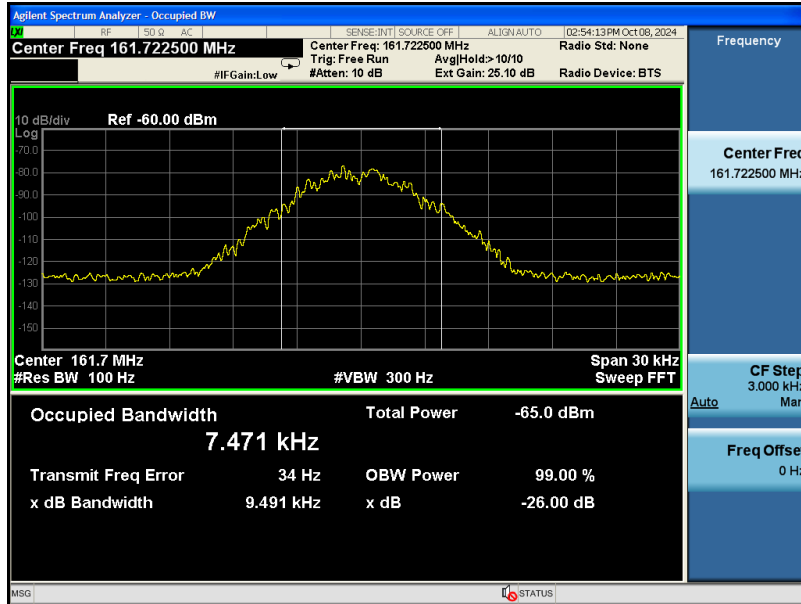 Agilent Spectrum Analyzer - Occupied BW
LXI RF 50 Ω AC SENSE:INT SOURCE OFF ALIGN AUTO 02:54:13 PM Oct 08, 2024
Center Freq 161.722500 MHz
Center Freq: 161.722500 MHz
Radio Std: None
Trig: Free Run Avg|Hold:>10/10
#IFGain:Low
#Atten: 10 dB Ext Gain: 25.10 dB Radio Device: BTS
10 dB/div Ref -60.00 dBm
Log
-70.0
-80.0
-90.0
-100
-110
-120
-130
-140
-150
Center 161.7 MHz Span 30 kHz
#Res BW 100 Hz #VBW 300 Hz Sweep FFT
Occupied Bandwidth Total Power -65.0 dBm
7.471 kHz
Transmit Freq Error 34 Hz OBW Power 99.00 %
x dB Bandwidth 9.491 kHz x dB -26.00 dB
MSG STATUS
Frequency
Center Freq
161.722500 MHz
CF Step
3.000 kHz
Auto Man
Freq Offset
0 Hz